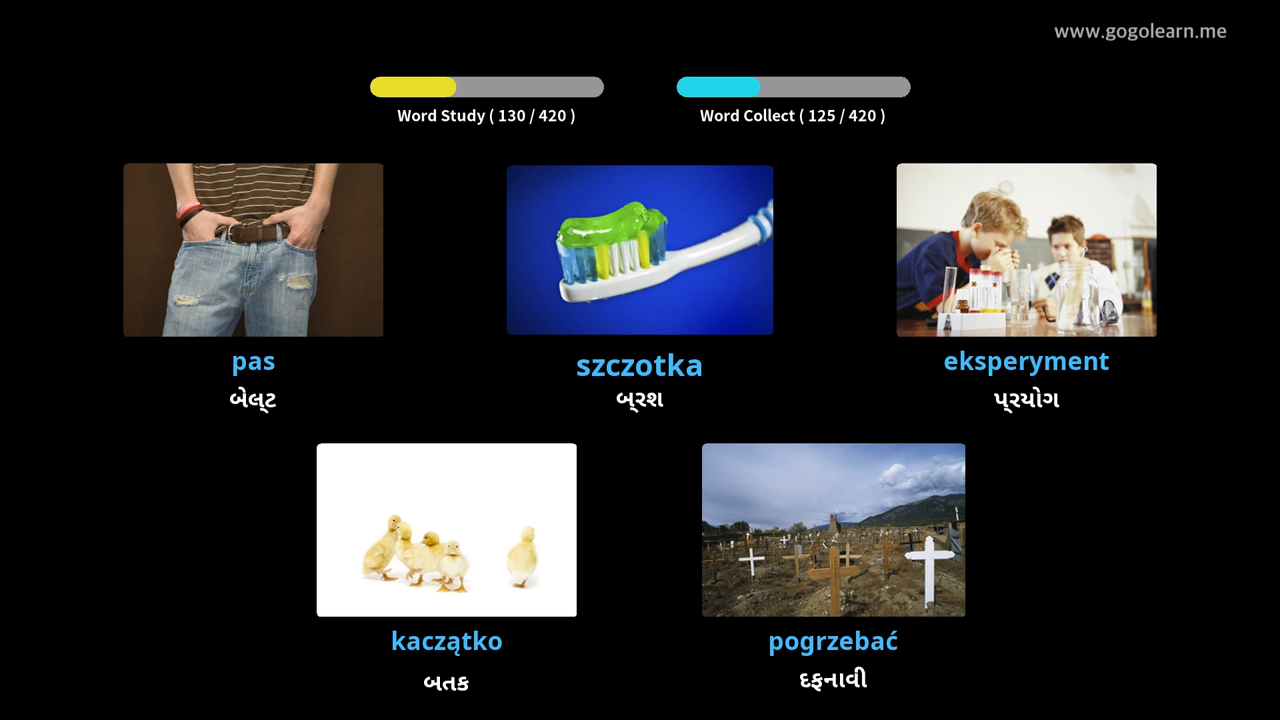 www.gogolearn.me
Word Study ( 130 / 420 )
Word Collect ( 125 / 420 )
pas
szczotka
eksperyment
બેલ્ટ
બ્રશ
પ્રયોગ
kaczątko
pogrzebać
બતક
દફનાવી